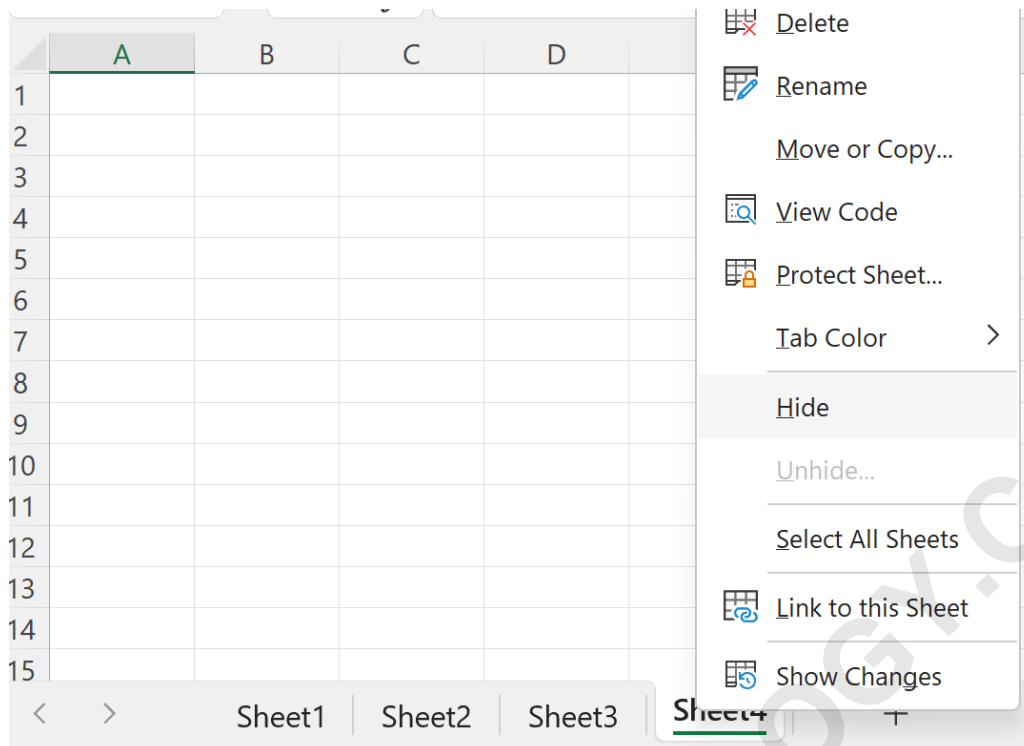 Delete
A B C D
Rename
1
2
Move or Copy...
3
4
View Code
5
Protect Sheet...
6
7
Tab Color
8
Hide
9
10
Unhide...
11
12
Select All Sheets
13
14
Link to this Sheet
15
Show Changes
Sheet1 Sheet2 Sheet3 Sheet4 +
OGY.C